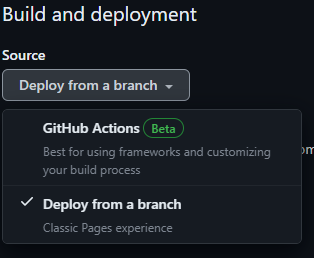 Build and deployment
Source
Deploy from a branch
GitHub Actions Beta
Best for using frameworks and customizing
your build process
Deploy from a branch
Classic Pages experience